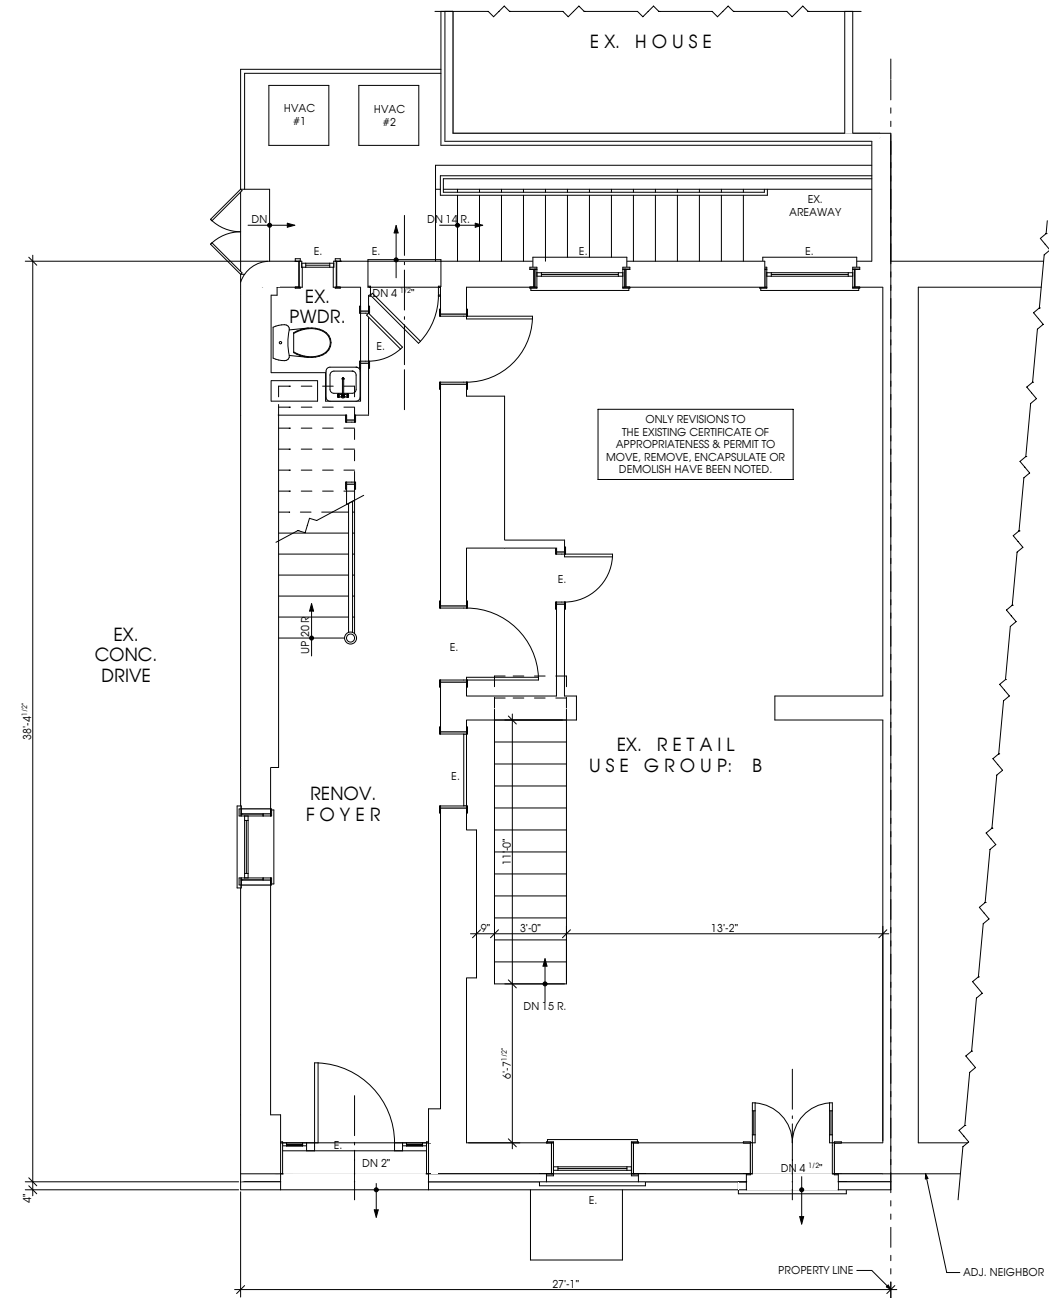 EX. HOUSE
HVAC
#1
HVAC
#2
EX.
AREAWAY
DN
DN 14 R.
E.
E.
E.
E.
DN 4 1/2"
EX.
PWDR.
E.
ONLY REVISIONS TO
THE EXISTING CERTIFICATE OF
APPROPRIATENESS & PERMIT TO
MOVE, REMOVE, ENCAPSULATE OR
DEMOLISH HAVE BEEN NOTED.
E.
UP 20 R
E.
EX.
CONC.
DRIVE
38'-4 1/2"
EX. RETAIL
USE GROUP: B
E.
RENOV.
FOYER
11'-0"
9"
3'-0"
13'-2"
DN 15 R.
6'-7 1/2"
E.
DN 2"
DN 4 1/2"
4"
E.
PROPERTY LINE
ADJ. NEIGHBOR
27'-1"